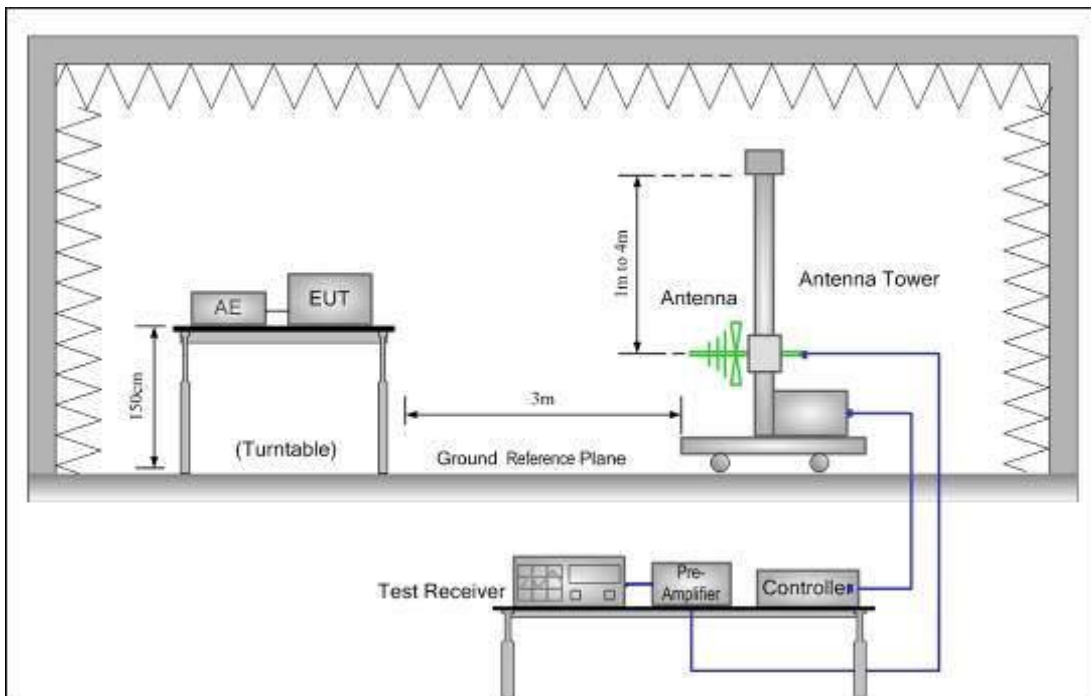 1m to 4m
Antenna Tower
Antenna
AE
EUT
150cm
3m
(Turntable)
Ground Reference Plane
Test Receiver
Pre-
Amplifier
Controller